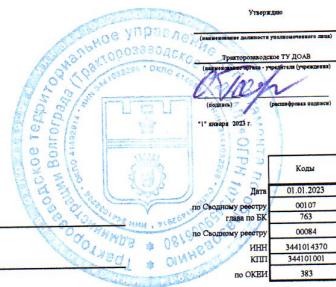 Утверждаю
(наименование должности уполномоченного лица)
Тракторозаводское ТУ ДОАВ
(наименование органа - учредителя (учреждения)
(подпись) (расшифровка подписи)
"1" января 2023 г.
Коды
Дата 01.01.2023
по Сводному реестру 00107
глава по БК 763
по Сводному реестру 00084
ИНН 3441014370
КПП 344101001
по ОКЕИ 383
Тракторозаводское территориальное управление
администрации Волгограда